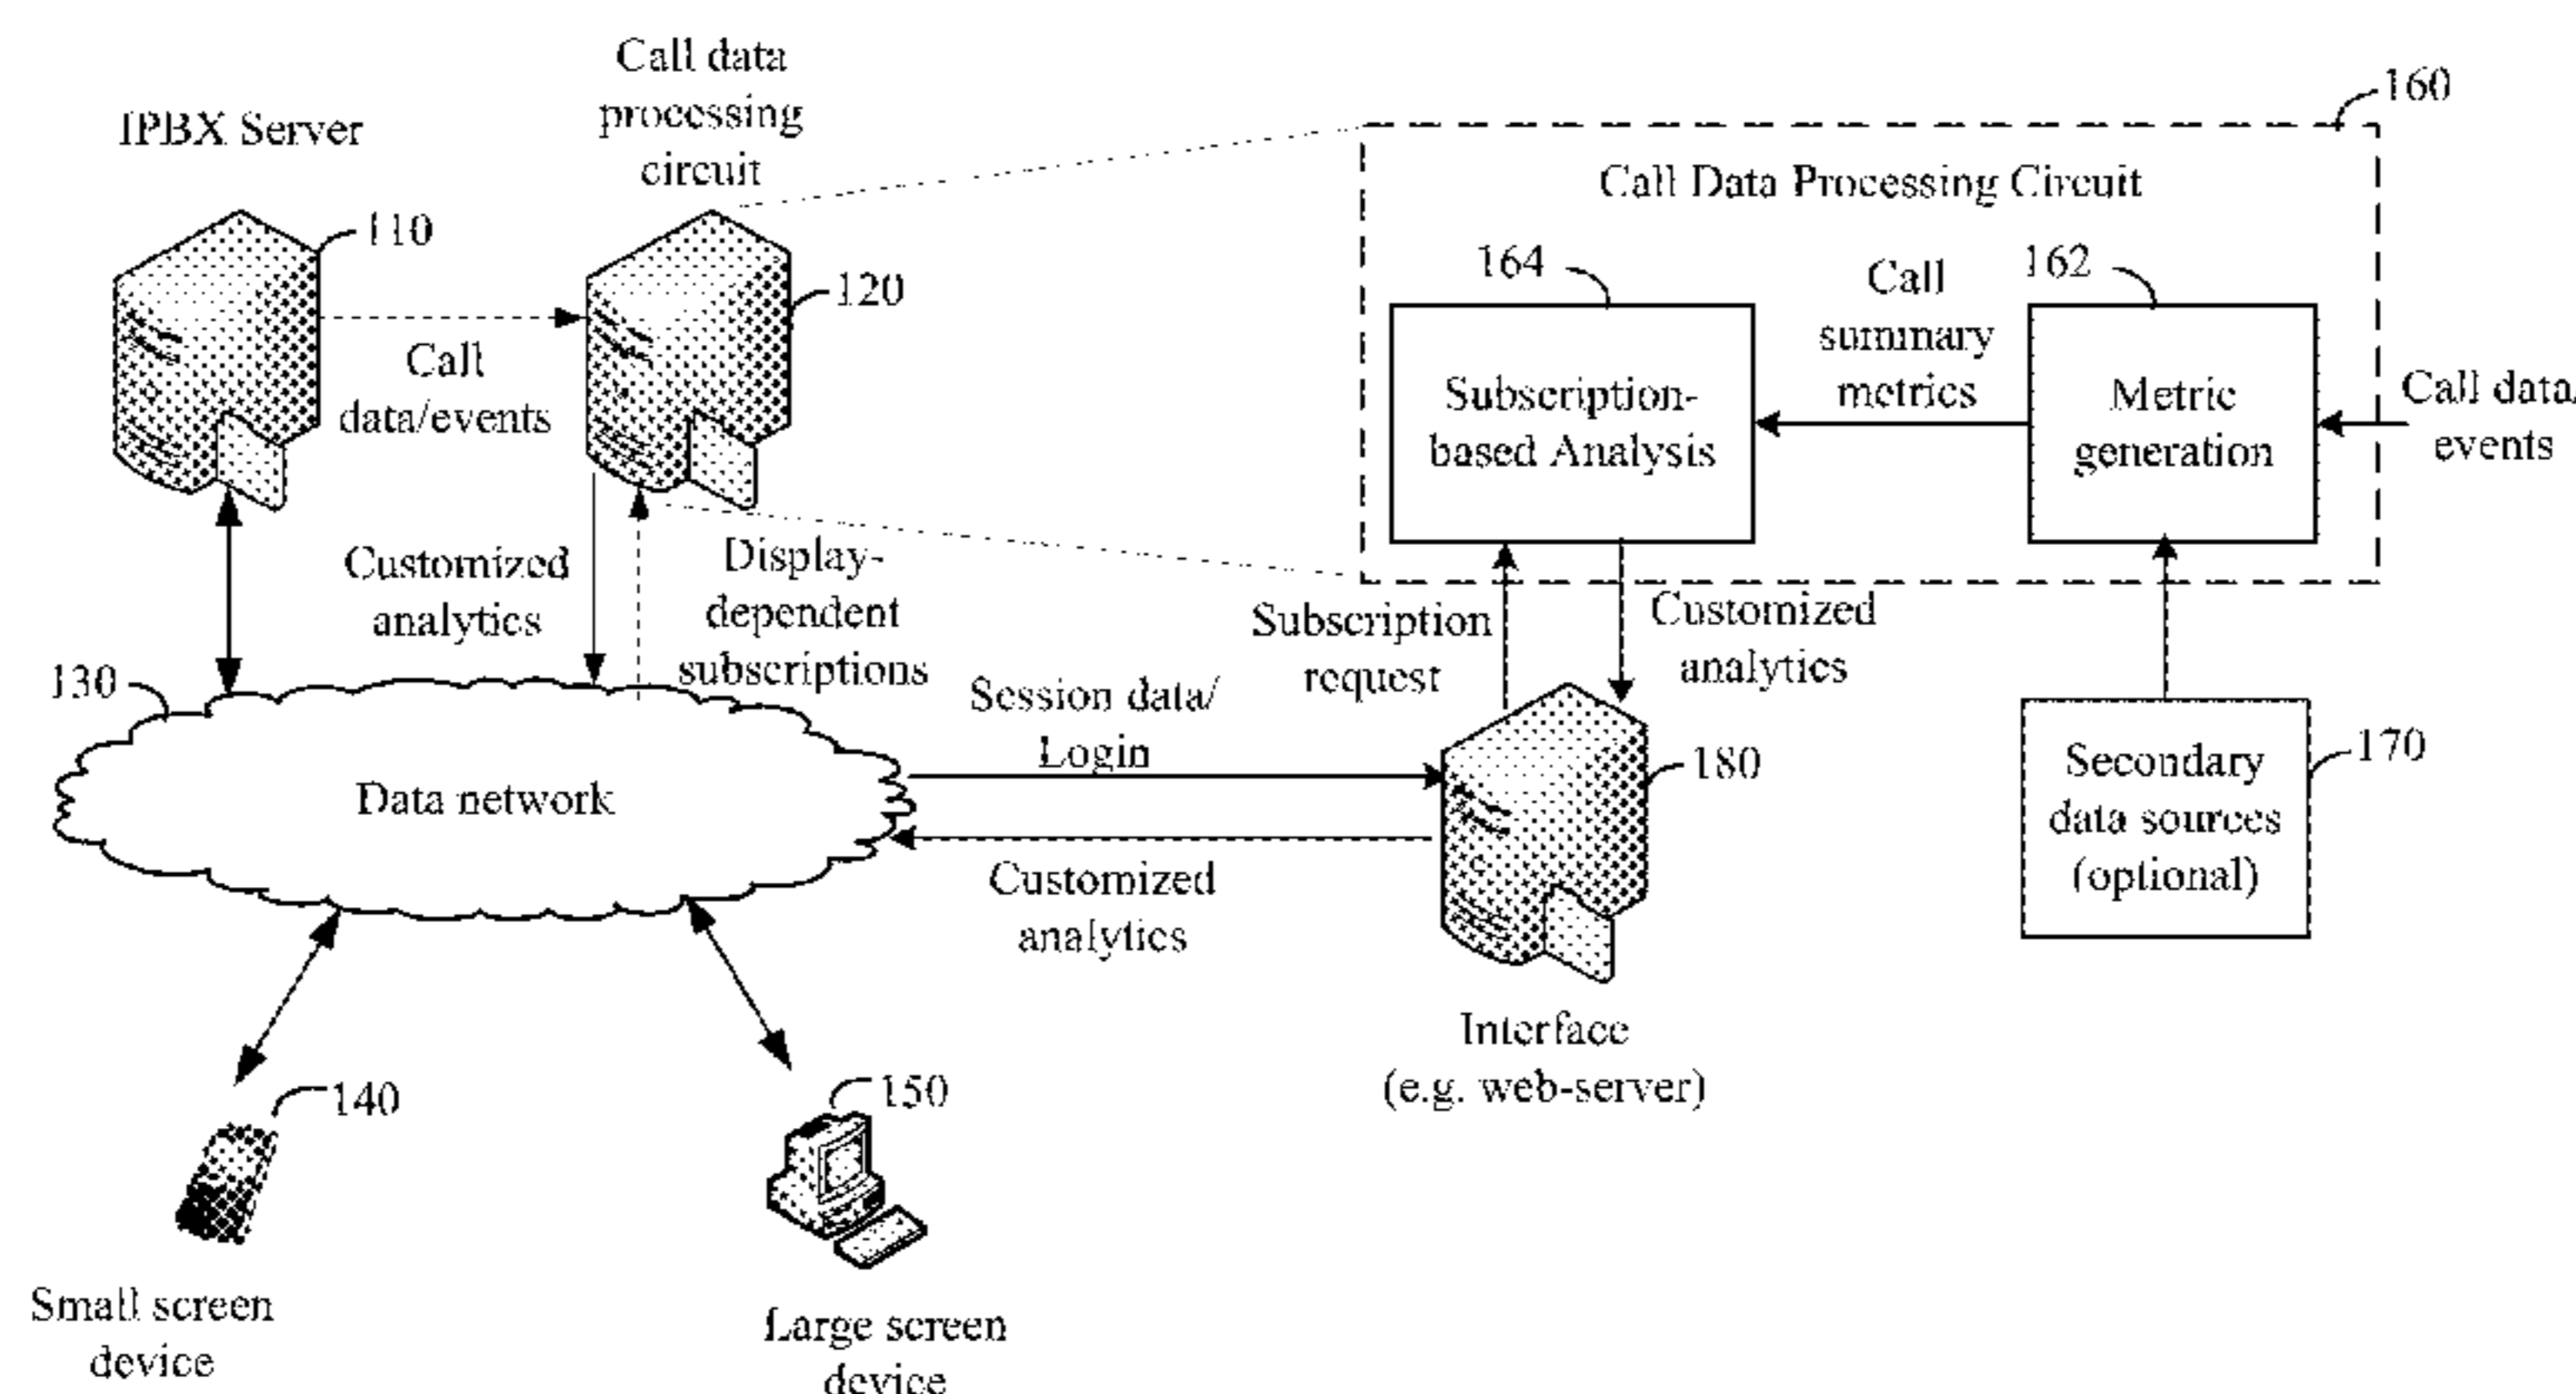 Call data
processing
circuit
IPBX Server
110
120
Call
data/events
160
Call Data Processing Circuit
164
Call
summary
metrics
162
Subscription-
based Analysis
Metric
generation
Call data/
events
Customized
analytics
Display-
dependent
subscriptions
Subscription
request
Customized
analytics
130
Data network
Session data/
Login
Customized
analytics
180
Secondary
data sources
(optional)
170
Interface
(e.g. web-server)
140
150
Small screen
device
Large screen
device